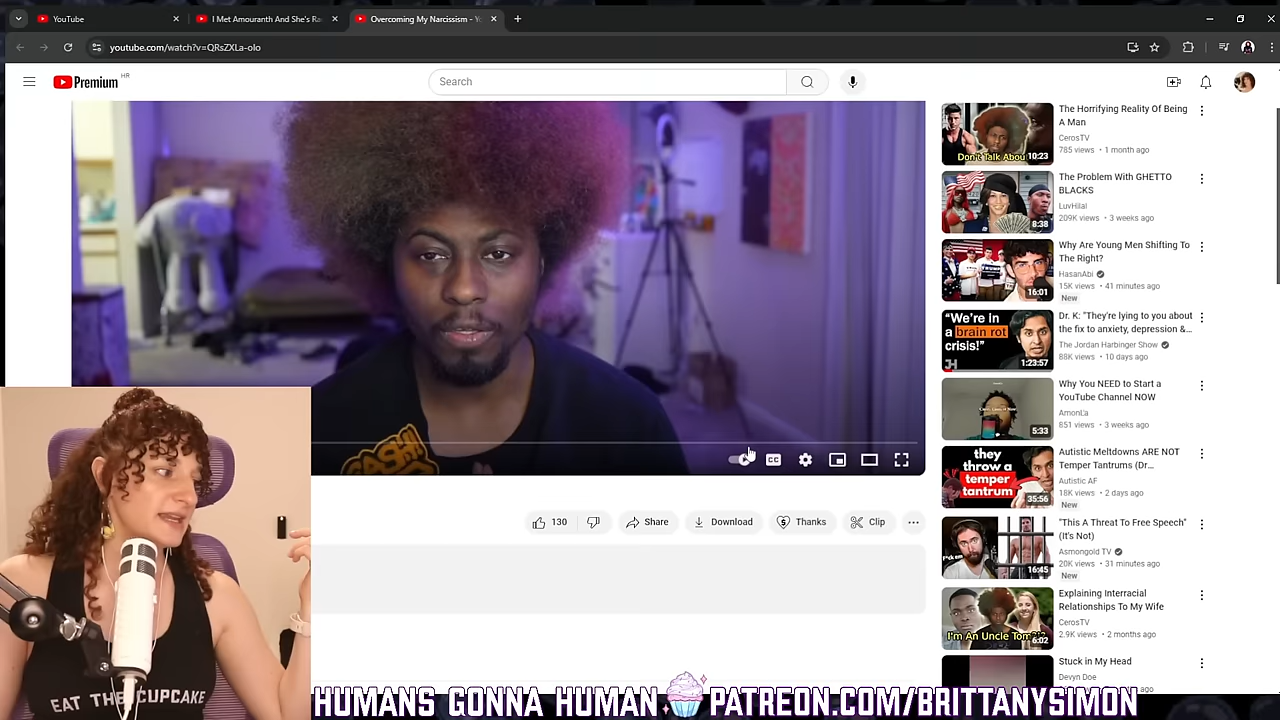 YouTube
I Met Amouranth And She's Ra
Overcoming My Narcissism - Yo
youtube.com/watch?v=QRsZXLa-olo
Premium HR
Search
The Horrifying Reality Of Being
A Man
CerosTV
785 views • 1 month ago
Don't Talk Abou
10:23
The Problem With GHETTO
BLACKS
LuvHilal
209K views • 3 weeks ago
8:38
Why Are Young Men Shifting To
The Right?
HasanAbi
15K views • 41 minutes ago
New
16:01
Dr. K: "They're lying to you about
the fix to anxiety, depression &...
The Jordan Harbinger Show
88K views • 10 days ago
"We're in
a brain rot
crisis!"
JH
1:23:57
Why You NEED to Start a
YouTube Channel NOW
AmonLa
851 views • 3 weeks ago
5:33
Autistic Meltdowns ARE NOT
Temper Tantrums (Dr...
Autistic AF
18K views • 2 days ago
New
they
throw a
temper
tantrum
35:56
"This A Threat To Free Speech"
(It's Not)
Asmongold TV
20K views • 31 minutes ago
New
16:45
Explaining Interracial
Relationships To My Wife
CerosTV
2.9K views • 2 months ago
I'm An Uncle Tom?!
6:02
Stuck in My Head
Devyn Doe
ago
CC
130
Share
Download
Thanks
Clip
EAT THE CUPCAKE
HUMANS GONNA HUMAN PATREON.COM/BRITTANYSIMON